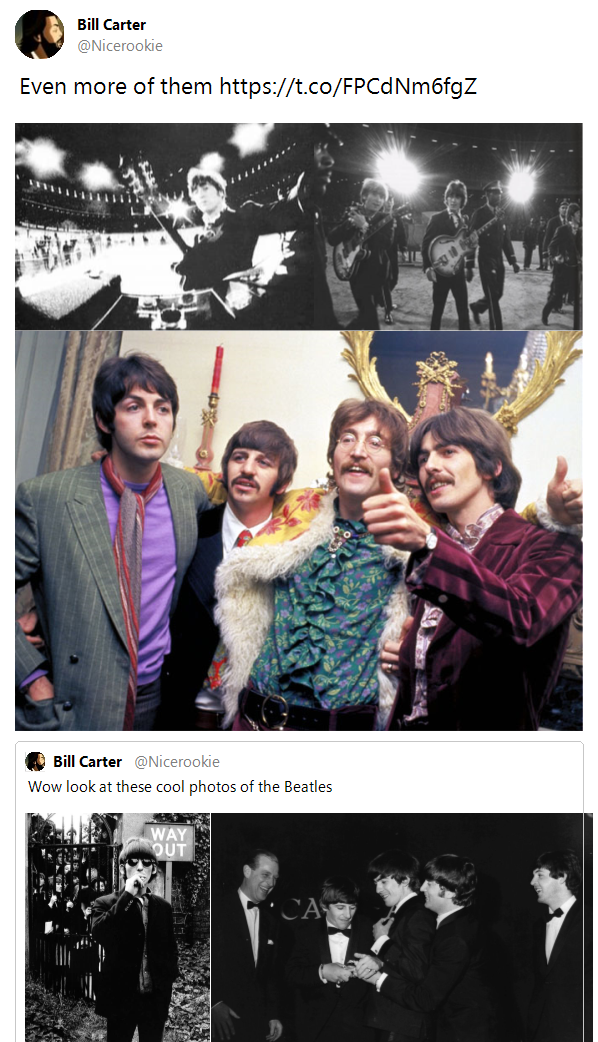 Bill Carter
@Nicerookie
Even more of them https://t.co/FPCdNm6fgZ
Bill Carter @Nicerookie
Wow look at these cool photos of the Beatles
WAY
OUT
CA